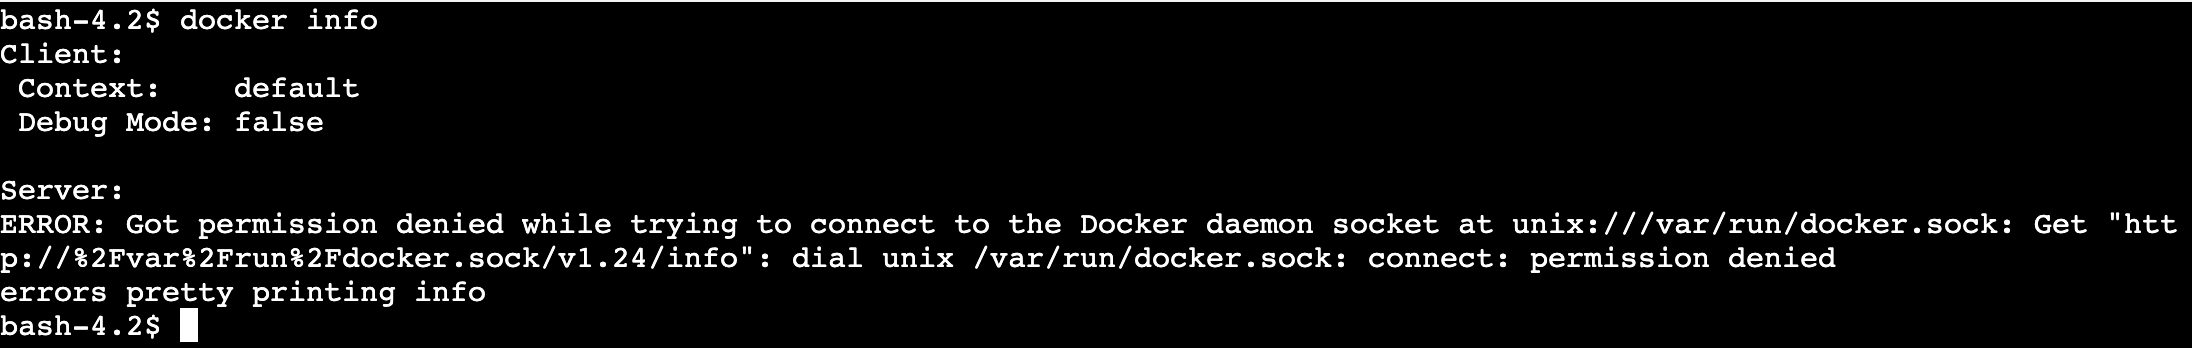 bash-4.2$ docker info
Client:
 Context:    default
 Debug Mode: false

Server:
ERROR: Got permission denied while trying to connect to the Docker daemon socket at unix:///var/run/docker.sock: Get "htt
p://%2Fvar%2Frun%2Fdocker.sock/v1.24/info": dial unix /var/run/docker.sock: connect: permission denied
errors pretty printing info
bash-4.2$